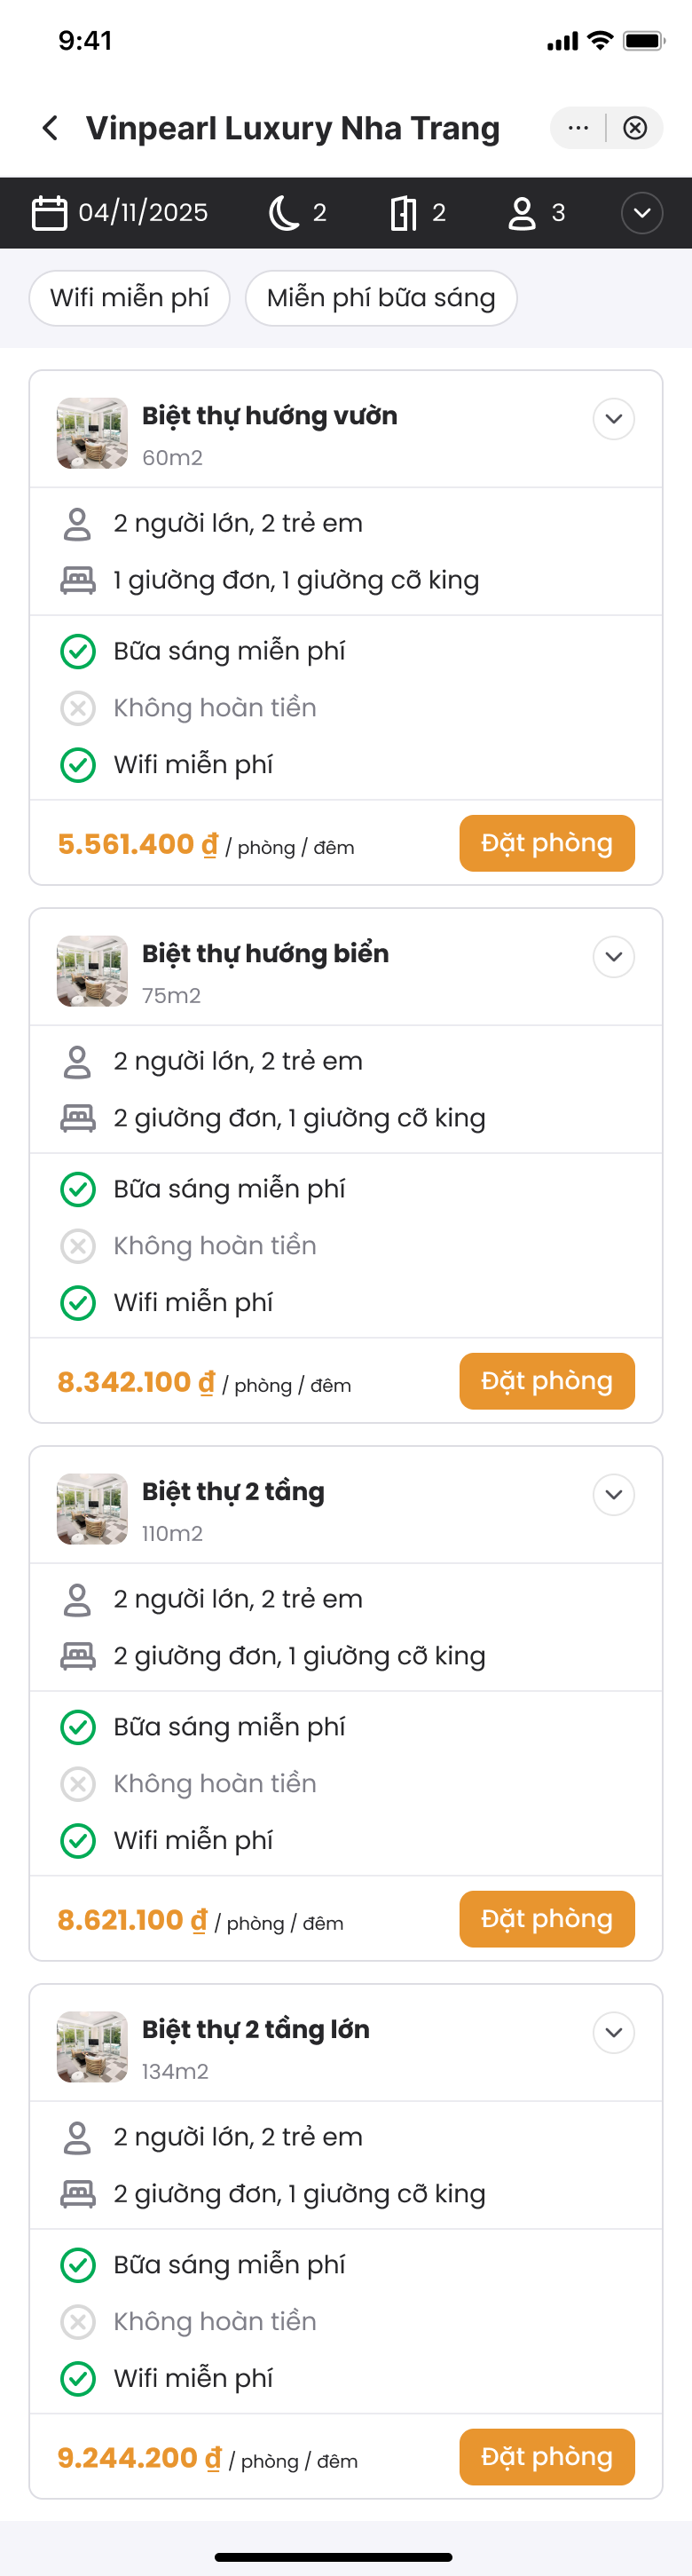 9:41
Vinpearl Luxury Nha Trang
04/11/2025 2 2 3
Wifi miễn phí Miễn phí bữa sáng
Biệt thự hướng vườn
60m2
2 người lớn, 2 trẻ em
1 giường đơn, 1 giường cỡ king
Bữa sáng miễn phí
Không hoàn tiền
Wifi miễn phí
5.561.400 ₫ / phòng / đêm Đặt phòng
Biệt thự hướng biển
75m2
2 người lớn, 2 trẻ em
2 giường đơn, 1 giường cỡ king
Bữa sáng miễn phí
Không hoàn tiền
Wifi miễn phí
8.342.100 ₫ / phòng / đêm Đặt phòng
Biệt thự 2 tầng
110m2
2 người lớn, 2 trẻ em
2 giường đơn, 1 giường cỡ king
Bữa sáng miễn phí
Không hoàn tiền
Wifi miễn phí
8.621.100 ₫ / phòng / đêm Đặt phòng
Biệt thự 2 tầng lớn
134m2
2 người lớn, 2 trẻ em
2 giường đơn, 1 giường cỡ king
Bữa sáng miễn phí
Không hoàn tiền
Wifi miễn phí
9.244.200 ₫ / phòng / đêm Đặt phòng